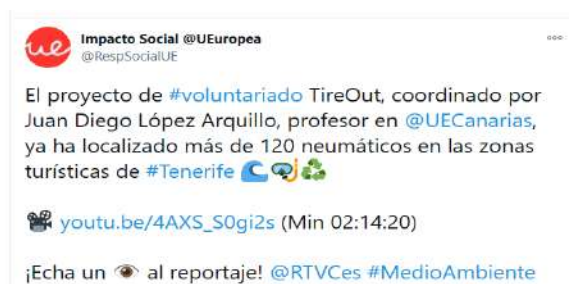 ue
Impacto Social @UEuropea
@RespSocialUE
El proyecto de #voluntariado TireOut, coordinado por
Juan Diego López Arquillo, profesor en @UECanarias,
ya ha localizado más de 120 neumáticos en las zonas
turísticas de #Tenerife 🌊🤿♻️
🎥 youtu.be/4AXS_S0gi2s (Min 02:14:20)
¡Echa un 👁 al reportaje! @RTVCes #MedioAmbiente